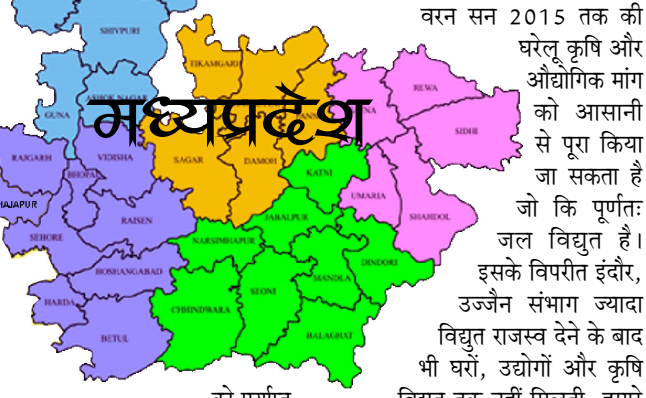 SHIVPURI
TIKAMGARH
GUNA
मध्यप्रदेश
REWA
SIDHI
RAJGARH
VIDISHA
SAGAR
DAMOH
KATNI
UMARIA
SHAHDOL
RAISEN
JABALPUR
SEHORE
NARSIMHAPUR
DINDORI
HOSHANGABAD
MANDLA
SEONI
CHHINDWARA
HARDA
BETUL
BALAGHAT
वरन सन 2015 तक की
घरेलू कृषि और
औद्योगिक मांग
को आसानी
से पूरा किया
जा सकता है
जो कि पूर्णतः
जल विद्युत है।
इसके विपरीत इंदौर,
उज्जैन संभाग ज्यादा
विद्युत राजस्व देने के बाद
भी घरों, उद्योगों और कृषि